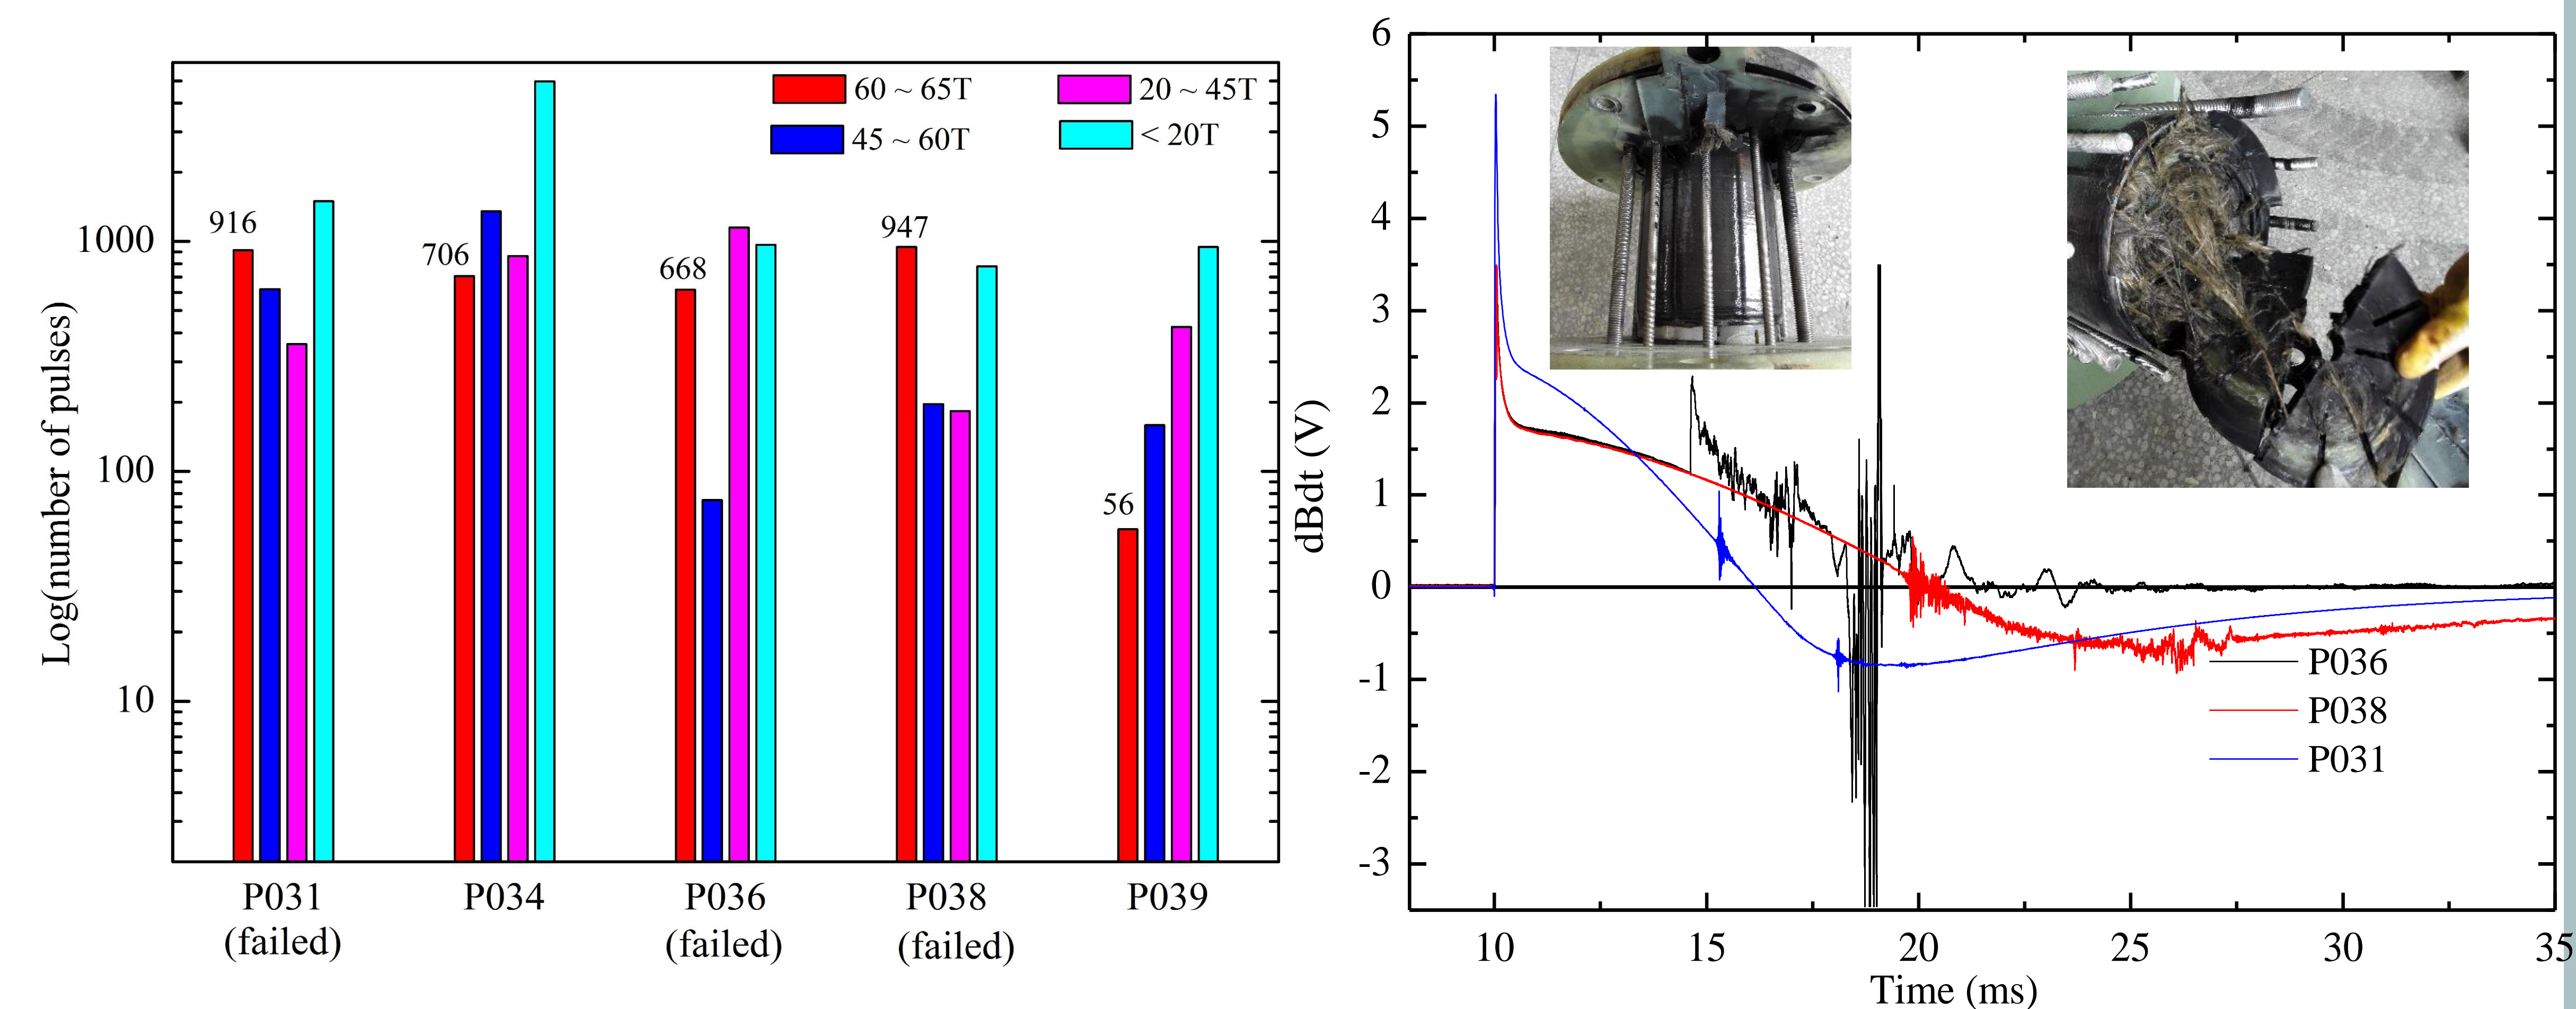 60 ~ 65T
20 ~ 45T
45 ~ 60T
< 20T
Log(number of pulses)
1000
100
10
916
706
668
947
56
P031
(failed)
P034
P036
(failed)
P038
(failed)
P039
dBdt (V)
6
5
4
3
2
1
0
-1
-2
-3
P036
P038
P031
10
15
20
25
30
35
Time (ms)